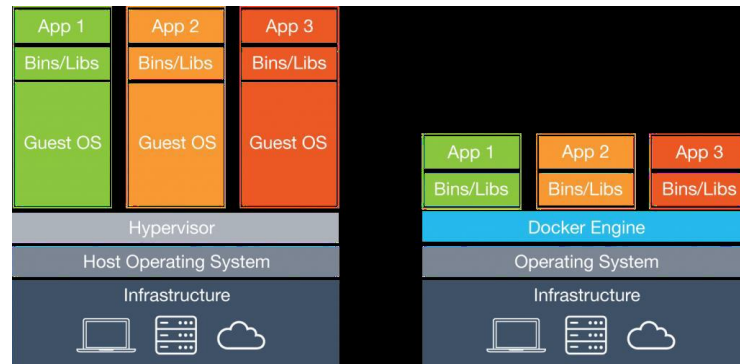 App 1
App 2
App 3
Bins/Libs
Bins/Libs
Bins/Libs
Guest OS
Guest OS
Guest OS
Hypervisor
Host Operating System
Infrastructure
App 1
App 2
App 3
Bins/Libs
Bins/Libs
Bins/Libs
Docker Engine
Operating System
Infrastructure